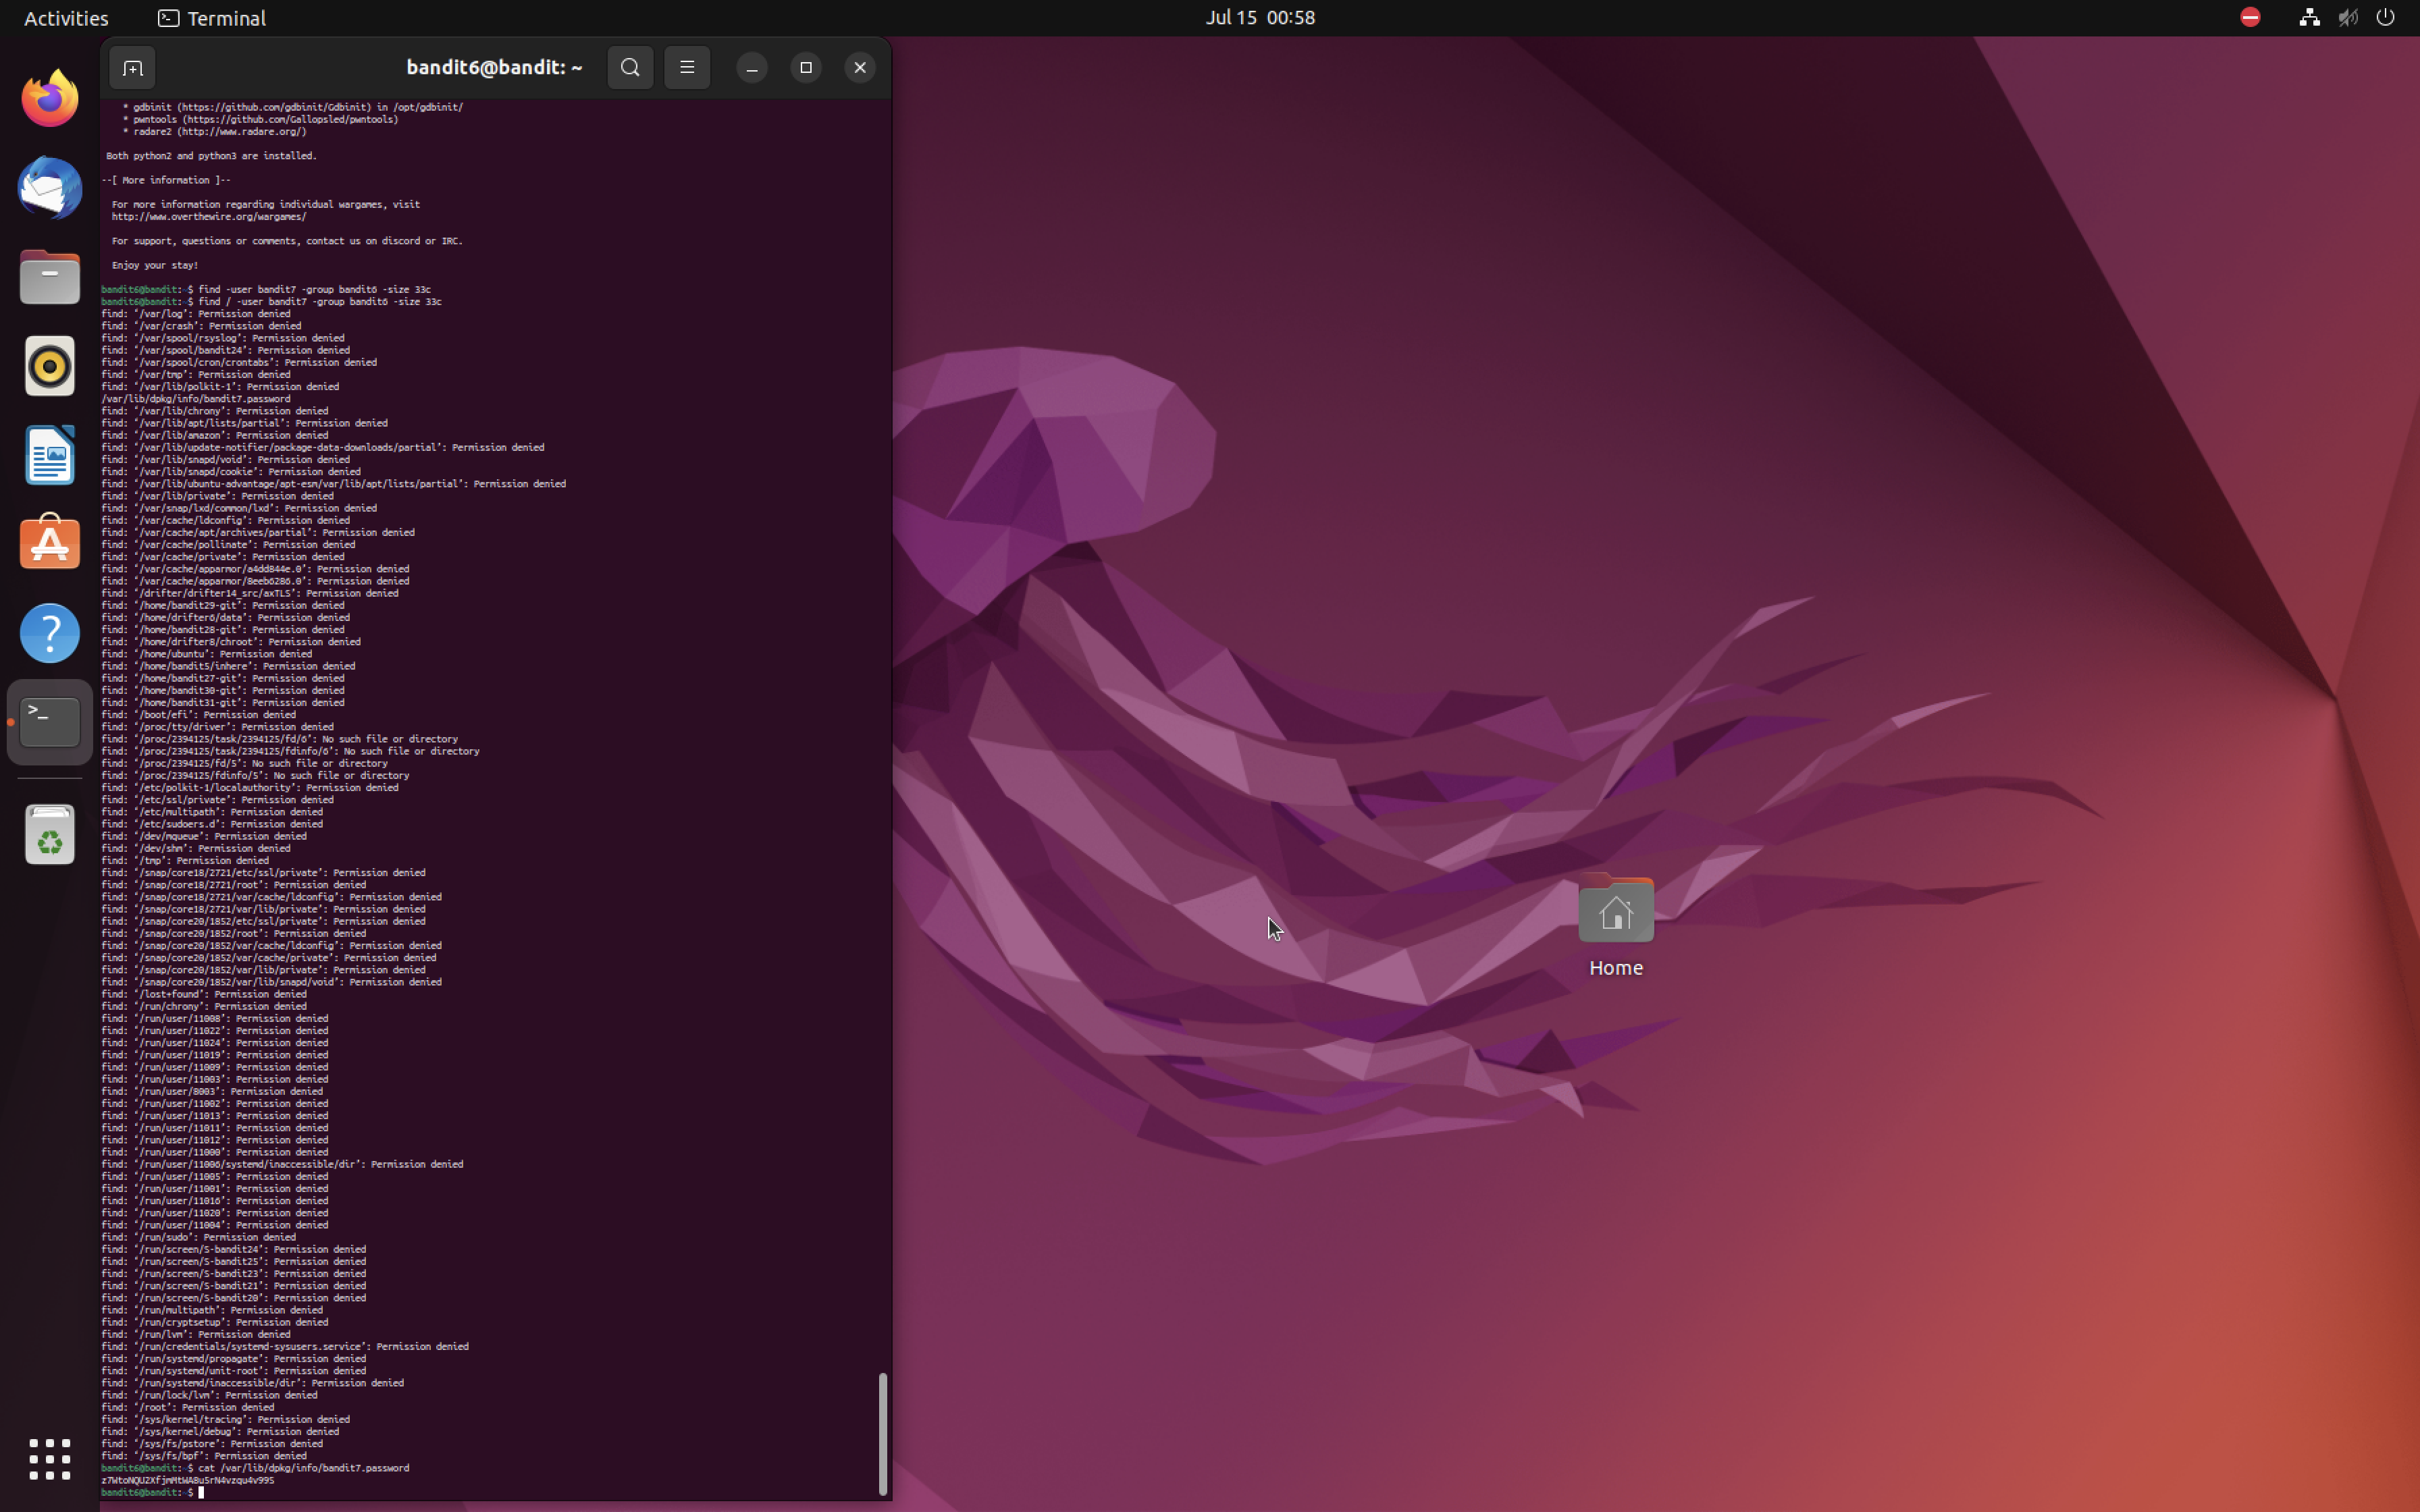 Activities
Terminal
Jul 15 00:58
bandit6@bandit: ~
* gdbinit (https://github.com/gdbinit/Gdbinit) in /opt/gdbinit/
* pwntools (https://github.com/Gallopsled/pwntools)
* radare2 (http://www.radare.org/)
Both python2 and python3 are installed.
--[ More information ]--
For more information regarding individual wargames, visit
http://www.overthewire.org/wargames/
For support, questions or comments, contact us on discord or IRC.
Enjoy your stay!
bandit6@bandit:~$ find -user bandit7 -group bandit6 -size 33c
bandit6@bandit:~$ find / -user bandit7 -group bandit6 -size 33c
find: ‘/var/log’: Permission denied
find: ‘/var/crash’: Permission denied
find: ‘/var/spool/rsyslog’: Permission denied
find: ‘/var/spool/bandit24’: Permission denied
find: ‘/var/spool/cron/crontabs’: Permission denied
find: ‘/var/tmp’: Permission denied
find: ‘/var/lib/polkit-1’: Permission denied
/var/lib/dpkg/info/bandit7.password
find: ‘/var/lib/chrony’: Permission denied
find: ‘/var/lib/apt/lists/partial’: Permission denied
find: ‘/var/lib/amazon’: Permission denied
find: ‘/var/lib/update-notifier/package-data-downloads/partial’: Permission denied
find: ‘/var/lib/snapd/void’: Permission denied
find: ‘/var/lib/snapd/cookie’: Permission denied
find: ‘/var/lib/ubuntu-advantage/apt-esm/var/lib/apt/lists/partial’: Permission denied
find: ‘/var/lib/private’: Permission denied
find: ‘/var/snap/lxd/common/lxd’: Permission denied
find: ‘/var/cache/ldconfig’: Permission denied
find: ‘/var/cache/apt/archives/partial’: Permission denied
find: ‘/var/cache/pollinate’: Permission denied
find: ‘/var/cache/private’: Permission denied
find: ‘/var/cache/apparmor/a4dd844e.0’: Permission denied
find: ‘/var/cache/apparmor/8eeb6286.0’: Permission denied
find: ‘/drifter/drifter14_src/axTLS’: Permission denied
find: ‘/home/bandit29-git’: Permission denied
find: ‘/home/drifter6/data’: Permission denied
find: ‘/home/bandit28-git’: Permission denied
find: ‘/home/drifter8/chroot’: Permission denied
find: ‘/home/ubuntu’: Permission denied
find: ‘/home/bandit5/inhere’: Permission denied
find: ‘/home/bandit27-git’: Permission denied
find: ‘/home/bandit30-git’: Permission denied
find: ‘/home/bandit31-git’: Permission denied
find: ‘/boot/efi’: Permission denied
find: ‘/proc/tty/driver’: Permission denied
find: ‘/proc/2394125/task/2394125/fd/6’: No such file or directory
find: ‘/proc/2394125/task/2394125/fdinfo/6’: No such file or directory
find: ‘/proc/2394125/fd/5’: No such file or directory
find: ‘/proc/2394125/fdinfo/5’: No such file or directory
find: ‘/etc/polkit-1/localauthority’: Permission denied
find: ‘/etc/ssl/private’: Permission denied
find: ‘/etc/multipath’: Permission denied
find: ‘/etc/sudoers.d’: Permission denied
find: ‘/dev/mqueue’: Permission denied
find: ‘/dev/shm’: Permission denied
find: ‘/tmp’: Permission denied
find: ‘/snap/core18/2721/etc/ssl/private’: Permission denied
find: ‘/snap/core18/2721/root’: Permission denied
find: ‘/snap/core18/2721/var/cache/ldconfig’: Permission denied
find: ‘/snap/core18/2721/var/lib/private’: Permission denied
find: ‘/snap/core20/1852/etc/ssl/private’: Permission denied
find: ‘/snap/core20/1852/root’: Permission denied
find: ‘/snap/core20/1852/var/cache/ldconfig’: Permission denied
find: ‘/snap/core20/1852/var/cache/private’: Permission denied
find: ‘/snap/core20/1852/var/lib/private’: Permission denied
find: ‘/snap/core20/1852/var/lib/snapd/void’: Permission denied
find: ‘/lost+found’: Permission denied
find: ‘/run/chrony’: Permission denied
find: ‘/run/user/11008’: Permission denied
find: ‘/run/user/11022’: Permission denied
find: ‘/run/user/11024’: Permission denied
find: ‘/run/user/11019’: Permission denied
find: ‘/run/user/11009’: Permission denied
find: ‘/run/user/11003’: Permission denied
find: ‘/run/user/8003’: Permission denied
find: ‘/run/user/11002’: Permission denied
find: ‘/run/user/11013’: Permission denied
find: ‘/run/user/11011’: Permission denied
find: ‘/run/user/11012’: Permission denied
find: ‘/run/user/11000’: Permission denied
find: ‘/run/user/11006/systemd/inaccessible/dir’: Permission denied
find: ‘/run/user/11005’: Permission denied
find: ‘/run/user/11001’: Permission denied
find: ‘/run/user/11016’: Permission denied
find: ‘/run/user/11020’: Permission denied
find: ‘/run/user/11004’: Permission denied
find: ‘/run/sudo’: Permission denied
find: ‘/run/screen/S-bandit24’: Permission denied
find: ‘/run/screen/S-bandit25’: Permission denied
find: ‘/run/screen/S-bandit23’: Permission denied
find: ‘/run/screen/S-bandit21’: Permission denied
find: ‘/run/screen/S-bandit20’: Permission denied
find: ‘/run/multipath’: Permission denied
find: ‘/run/cryptsetup’: Permission denied
find: ‘/run/lvm’: Permission denied
find: ‘/run/credentials/systemd-sysusers.service’: Permission denied
find: ‘/run/systemd/propagate’: Permission denied
find: ‘/run/systemd/unit-root’: Permission denied
find: ‘/run/systemd/inaccessible/dir’: Permission denied
find: ‘/run/lock/lvm’: Permission denied
find: ‘/root’: Permission denied
find: ‘/sys/kernel/tracing’: Permission denied
find: ‘/sys/kernel/debug’: Permission denied
find: ‘/sys/fs/pstore’: Permission denied
find: ‘/sys/fs/bpf’: Permission denied
bandit6@bandit:~$ cat /var/lib/dpkg/info/bandit7.password
z7WtoNQU2XfjmMtWA8u5rN4vzqu4v99S
bandit6@bandit:~$
Home